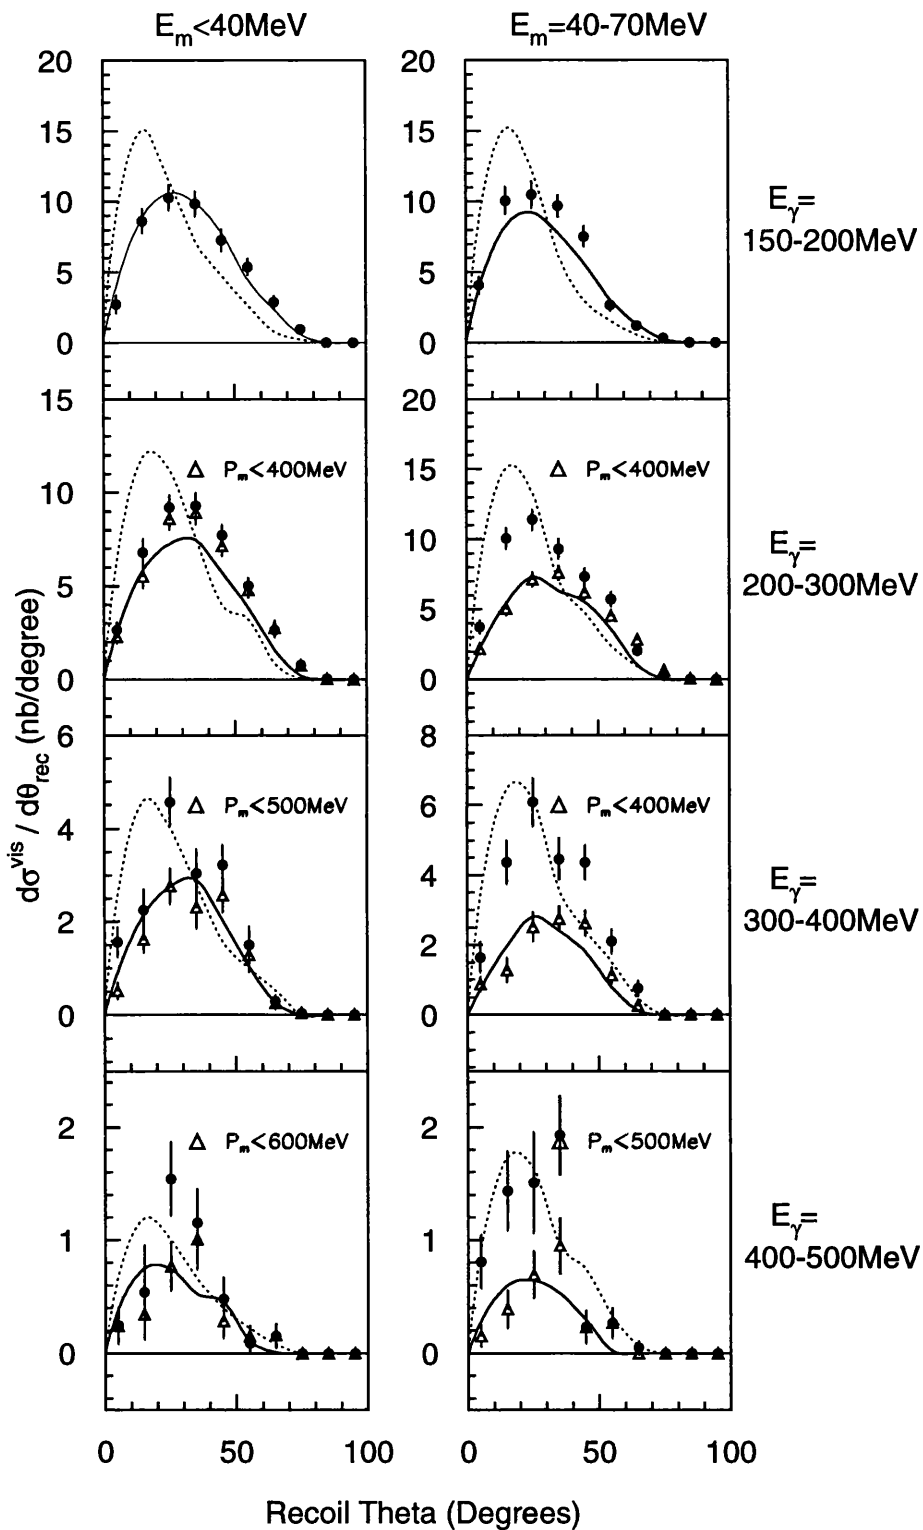 E_m<40MeV E_m=40-70MeV
20 20
15 15
10 10
5 5
0 0
E_γ=
150-200MeV
15 20
Δ P_m<400MeV Δ P_m<400MeV
10 15
10
5 5
0 0
E_γ=
200-300MeV
dσ^vis / dθ_rec (nb/degree)
6 8
Δ P_m<500MeV Δ P_m<400MeV
4 6
4
2 2
0 0
E_γ=
300-400MeV
Δ P_m<600MeV Δ P_m<500MeV
2 2
1 1
0 0
E_γ=
400-500MeV
0 50 100 0 50 100
Recoil Theta (Degrees)